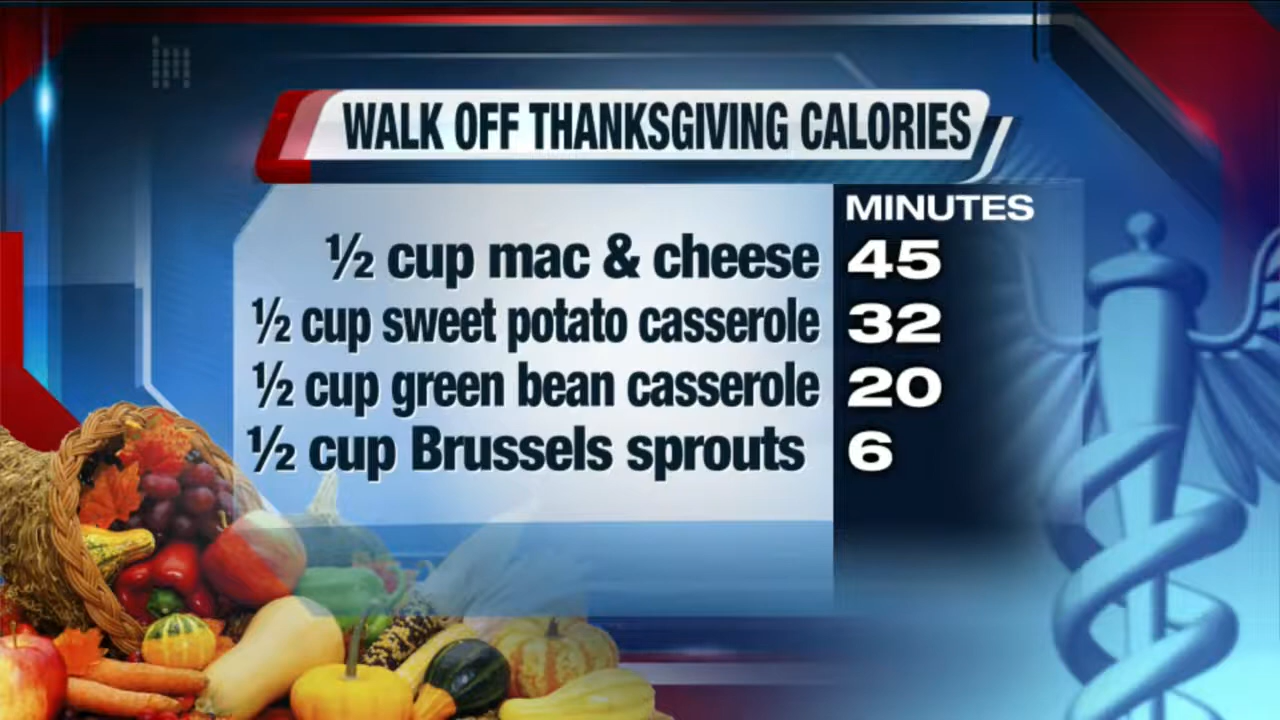 WALK OFF THANKSGIVING CALORIES
MINUTES
½ cup mac & cheese 45
½ cup sweet potato casserole 32
½ cup green bean casserole 20
½ cup Brussels sprouts 6